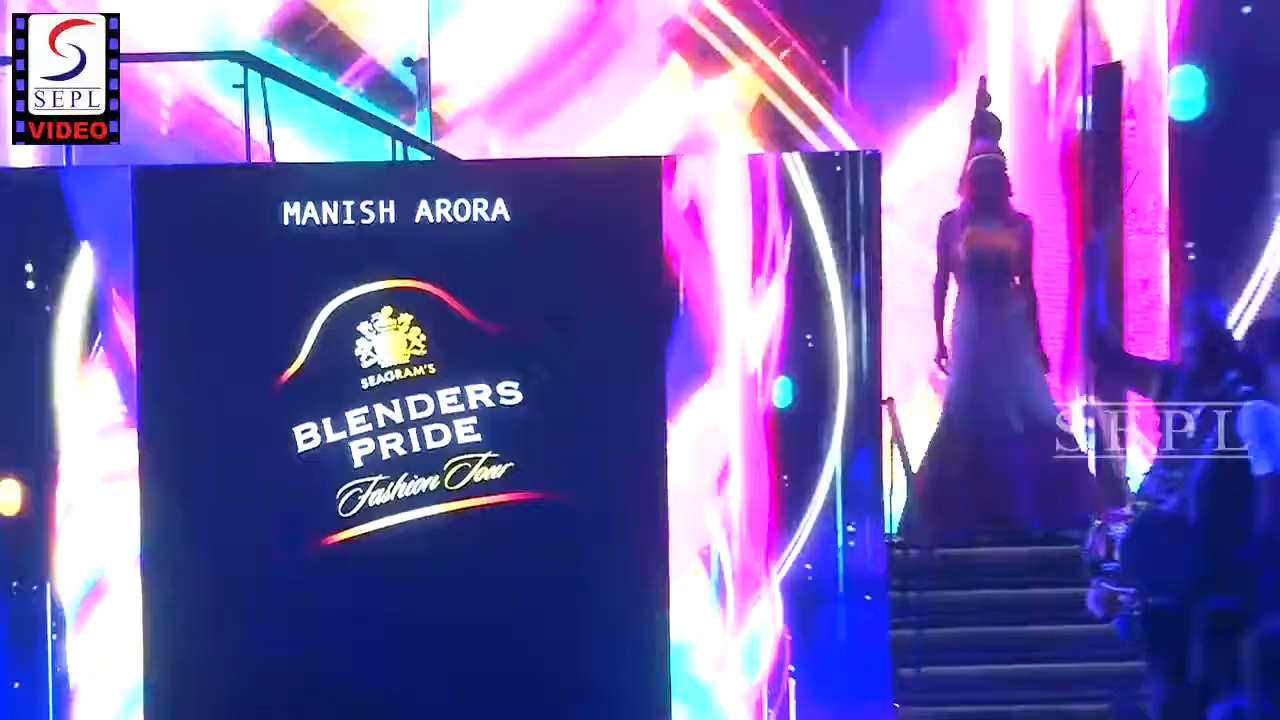 SEPL
VIDEO
MANISH ARORA
SEAGRAM'S
BLENDERS
PRIDE
Fashion Tour
SEPL